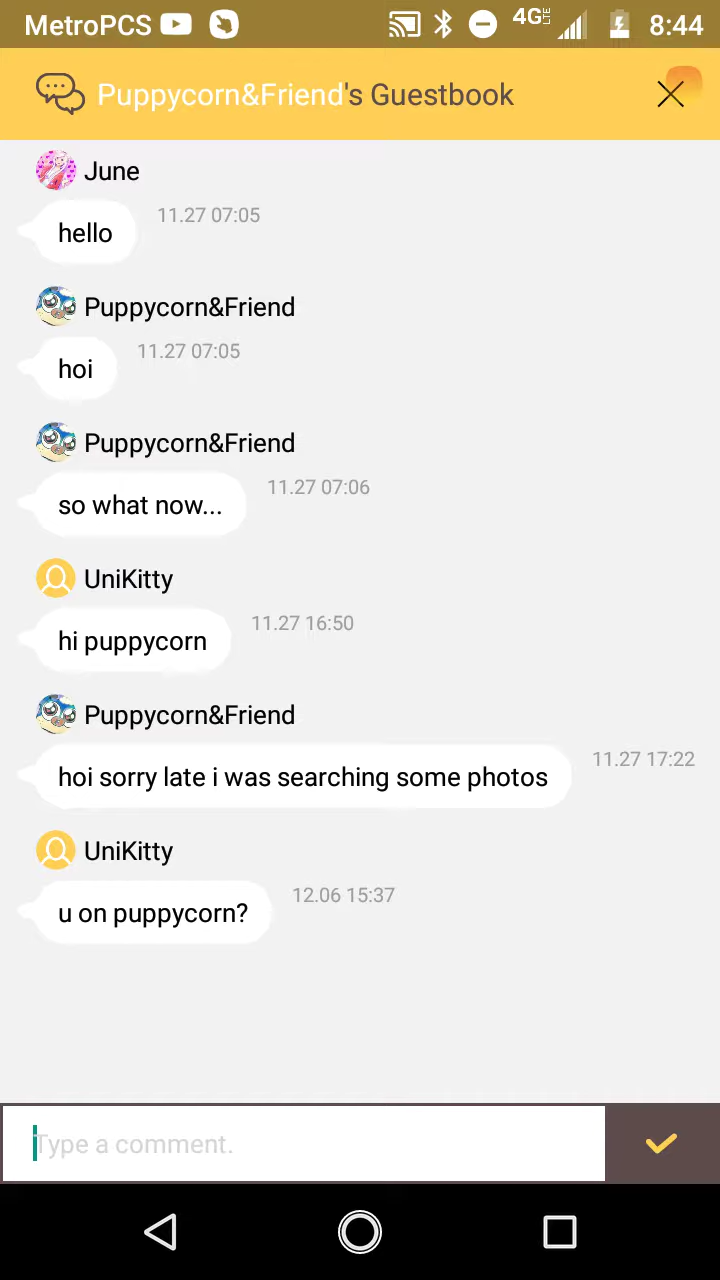 MetroPCS 4G LTE 8:44
Puppycorn&Friend's Guestbook
June
hello 11.27 07:05
Puppycorn&Friend
hoi 11.27 07:05
Puppycorn&Friend
so what now... 11.27 07:06
UniKitty
hi puppycorn 11.27 16:50
Puppycorn&Friend
hoi sorry late i was searching some photos 11.27 17:22
UniKitty
u on puppycorn? 12.06 15:37
Type a comment.